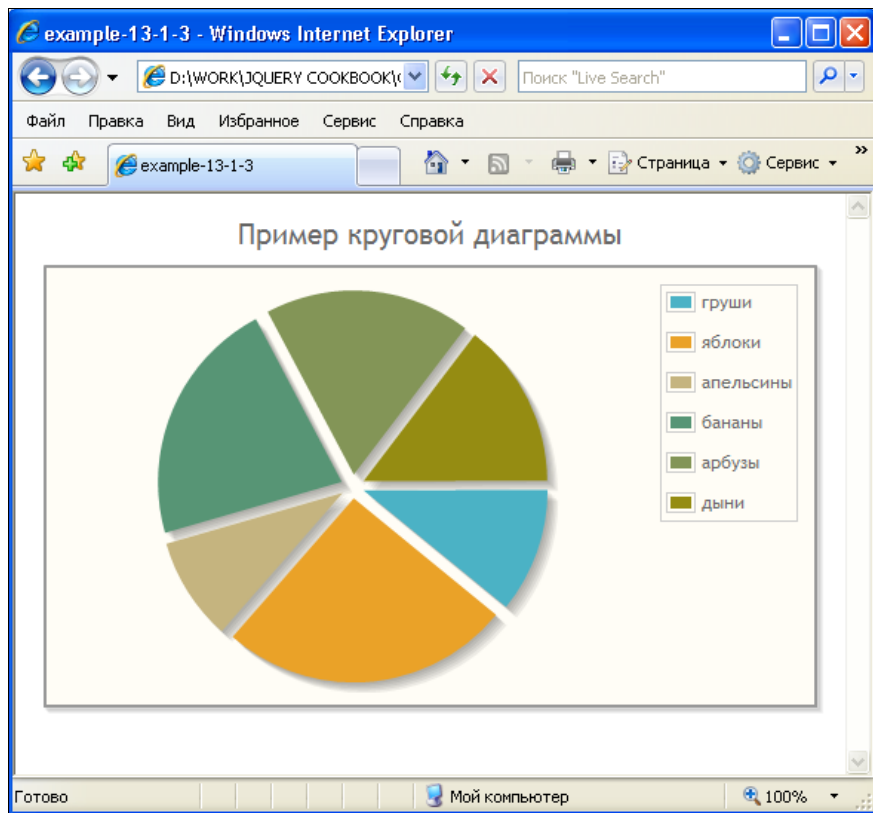 example-13-1-3 - Windows Internet Explorer
D:\WORK\JQUERY COOKBOOK\ Поиск "Live Search"
Файл Правка Вид Избранное Сервис Справка
example-13-1-3 Страница Сервис »
Пример круговой диаграммы
груши
яблоки
апельсины
бананы
арбузы
дыни
Готово Мой компьютер 100%